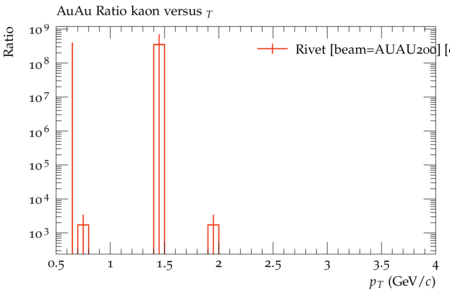 AuAu Ratio kaon versus T
Ratio
10⁹
10⁸
10⁷
10⁶
10⁵
10⁴
10³
Rivet [beam=AUAU200]
0.5 1 1.5 2 2.5 3 3.5 4
pT (GeV/c)